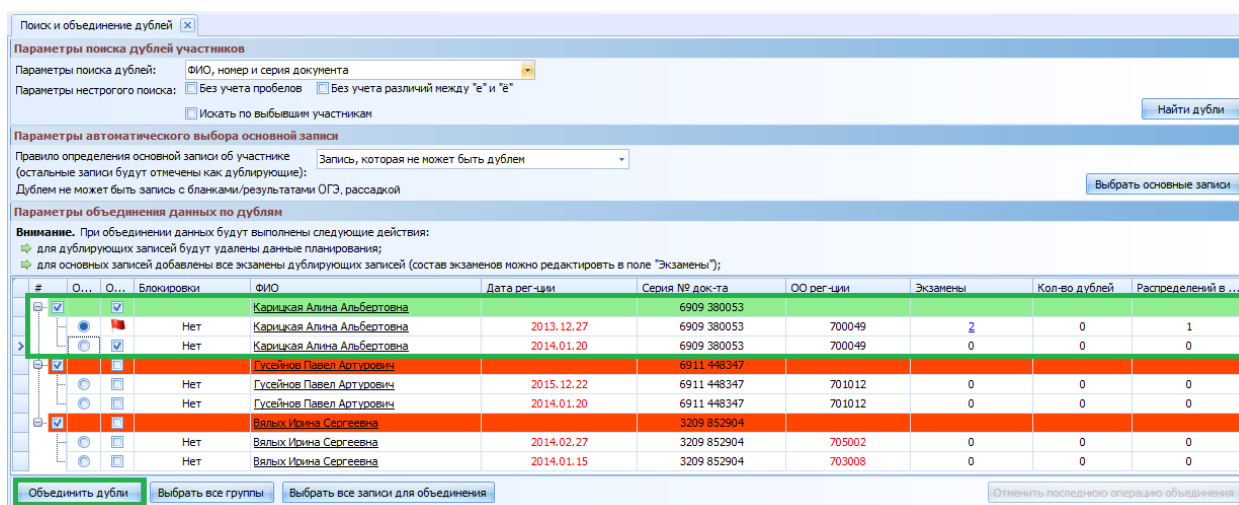 Поиск и объединение дублей
Параметры поиска дублей участников
Параметры поиска дублей: ФИО, номер и серия документа
Параметры нестрогого поиска: Без учета пробелов Без учета различий между "е" и "ё"
Искать по выбывшим участникам
Найти дубли
Параметры автоматического выбора основной записи
Правило определения основной записи об участнике Запись, которая не может быть дублем
(остальные записи будут отмечены как дублирующие):
Дублем не может быть запись с бланками/результатами ОГЭ, рассадкой
Выбрать основные записи
Параметры объединения данных по дублям
Внимание. При объединении данных будут выполнены следующие действия:
для дублирующих записей будут удалены данные планирования;
для основных записей добавлены все экзамены дублирующих записей (состав экзаменов можно редактировть в поле "Экзамены");
# О... О... Блокировки ФИО Дата рег-ции Серия № док-та ОО рег-ции Экзамены Кол-во дублей Распределений в ...
Карицкая Алина Альбертовна 6909 380053
Нет Карицкая Алина Альбертовна 2013.12.27 6909 380053 700049 2 0 1
Нет Карицкая Алина Альбертовна 2014.01.20 6909 380053 700049 0 0 0
Гусейнов Павел Артурович 6911 448347
Нет Гусейнов Павел Артурович 2015.12.22 6911 448347 701012 0 0 0
Нет Гусейнов Павел Артурович 2014.01.20 6911 448347 701012 0 0 0
Вялых Ирина Сергеевна 3209 852904
Нет Вялых Ирина Сергеевна 2014.02.27 3209 852904 705002 0 0 0
Нет Вялых Ирина Сергеевна 2014.01.15 3209 852904 703008 0 0 0
Объединить дубли Выбрать все группы Выбрать все записи для объединения Отменить последнюю операцию объединения